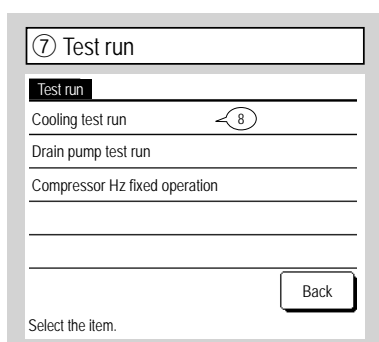 ⑦ Test run
Test run
Cooling test run ⑧
Drain pump test run
Compressor Hz fixed operation
Back
Select the item.